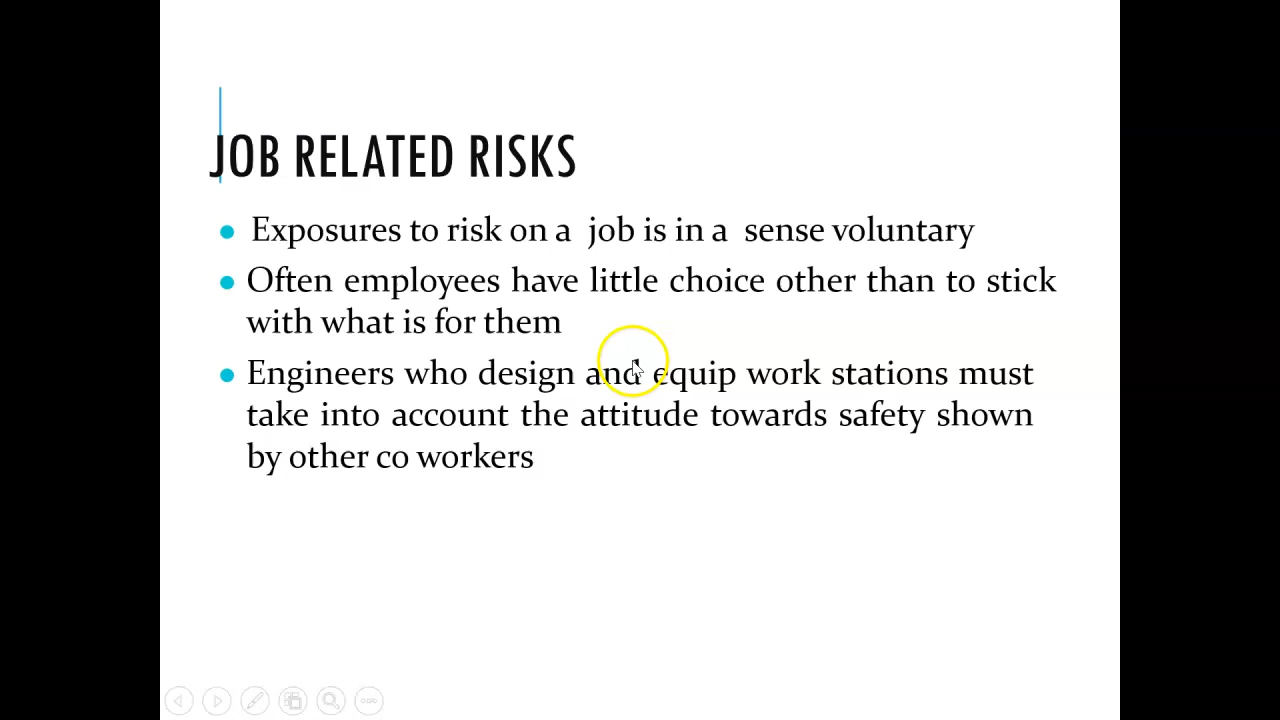 JOB RELATED RISKS
Exposures to risk on a job is in a sense voluntary
Often employees have little choice other than to stick
with what is for them
Engineers who design and equip work stations must
take into account the attitude towards safety shown
by other co workers